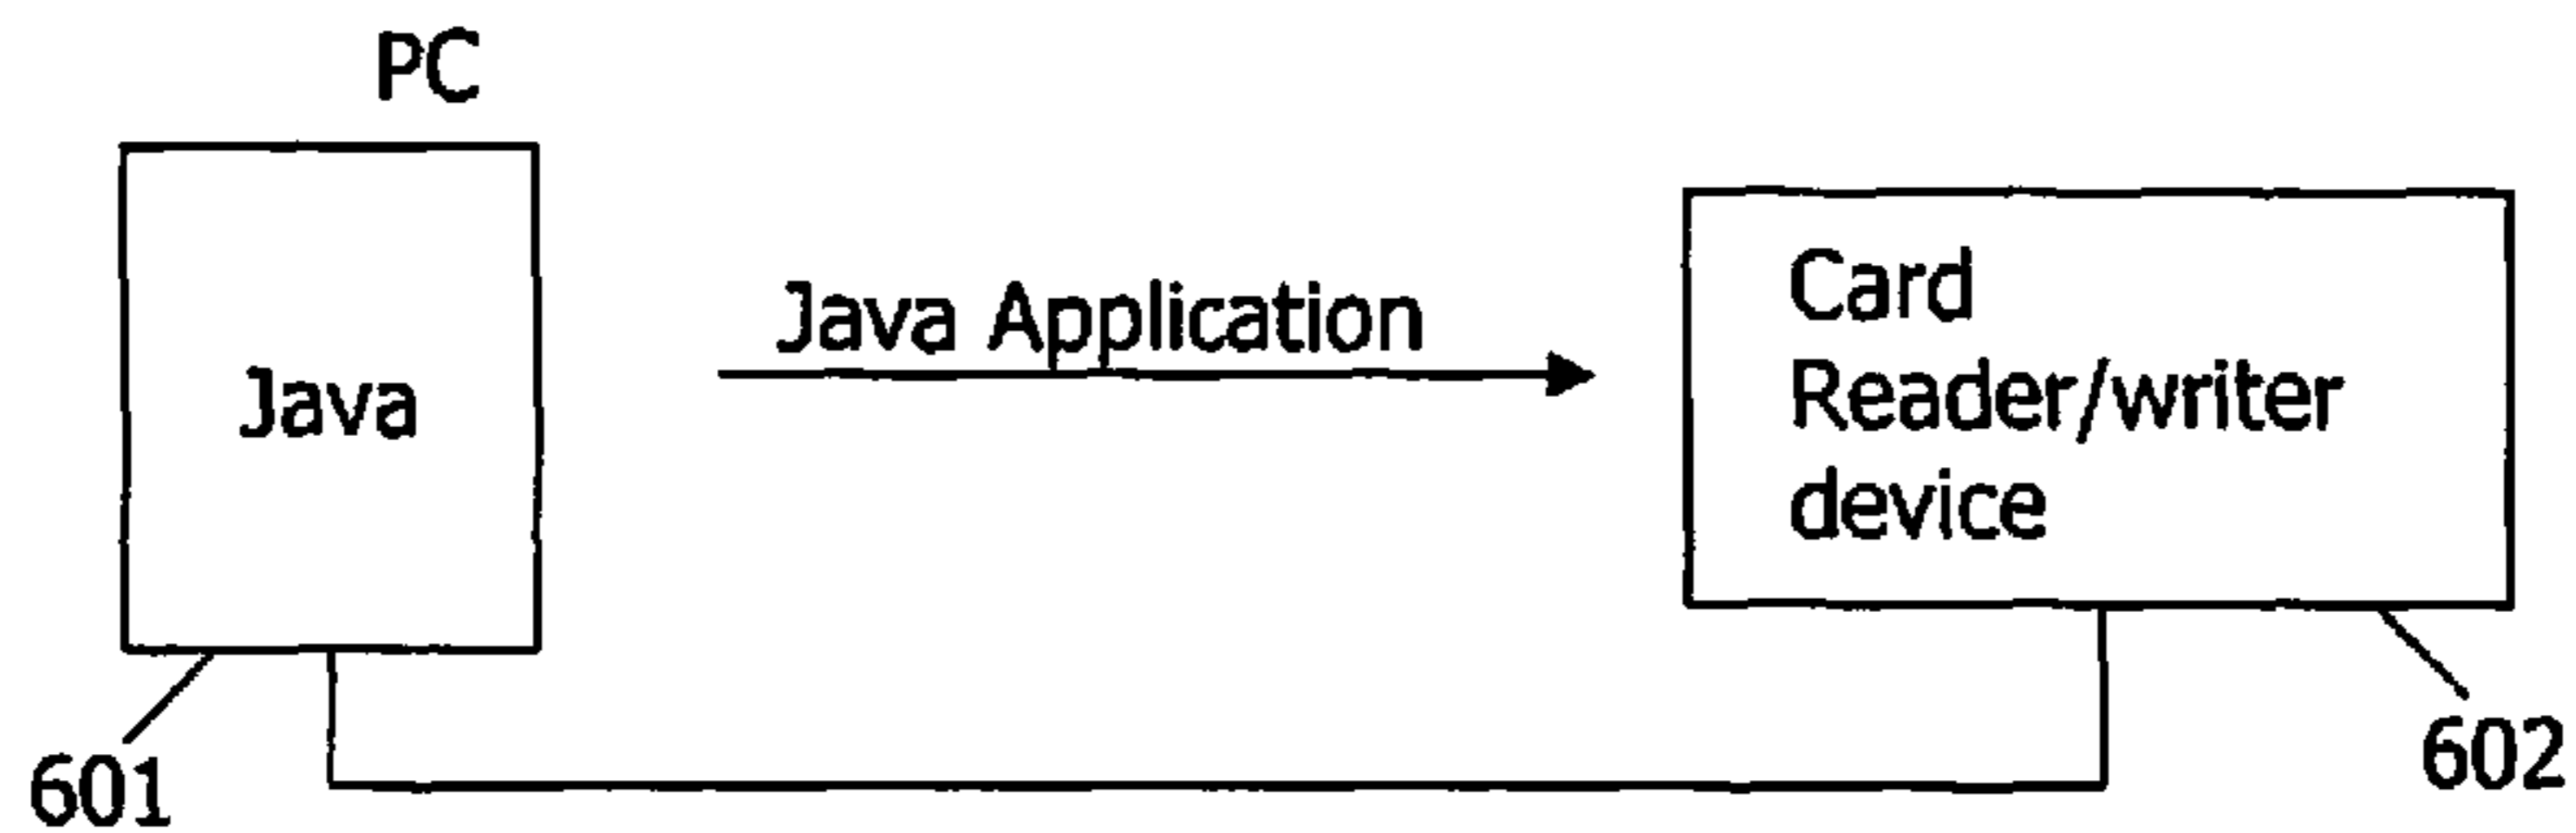 PC
Java
Java Application
Card
Reader/writer
device
601
602